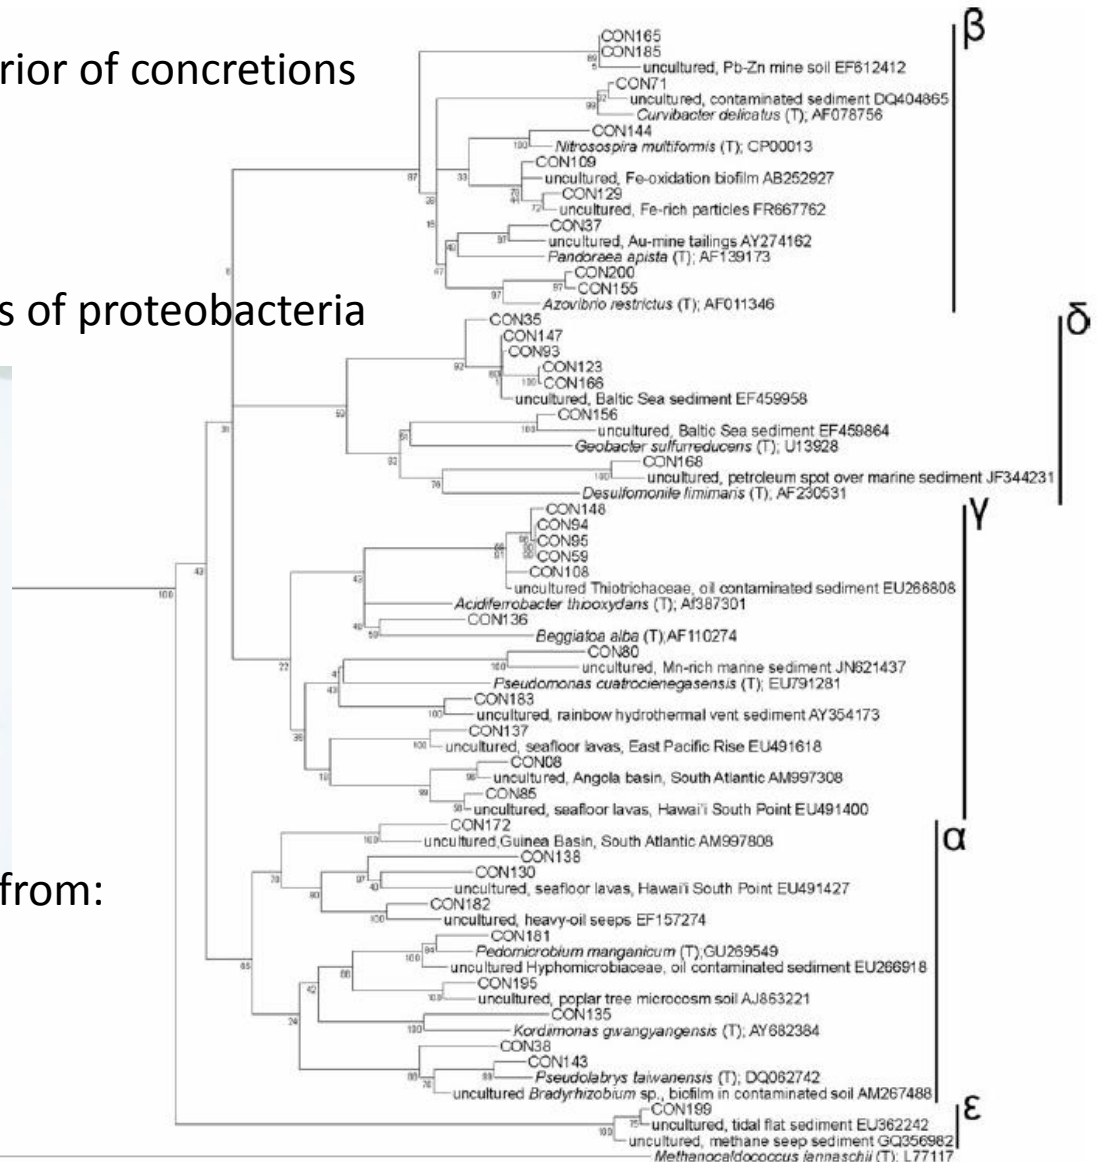 rior of concretions
s of proteobacteria
from:
β
CON165
CON185
uncultured, Pb-Zn mine soil EF612412
CON71
uncultured, contaminated sediment DQ404865
Curvibacter delicatus (T); AF078756
CON144
Nitrosospira multiformis (T); CP00013
CON109
uncultured, Fe-oxidation biofilm AB252927
CON129
uncultured, Fe-rich particles FR667762
CON37
uncultured, Au-mine tailings AY274162
Pandoraea apista (T); AF139173
CON200
CON155
Azovibrio restrictus (T); AF011346
δ
CON35
CON147
CON93
CON123
CON166
uncultured, Baltic Sea sediment EF459958
CON156
uncultured, Baltic Sea sediment EF459864
Geobacter sulfurreducens (T); U13928
CON168
uncultured, petroleum spot over marine sediment JF344231
Desulfomonile limimaris (T); AF230531
γ
CON148
CON94
CON95
CON59
CON108
uncultured Thiotrichaceae, oil contaminated sediment EU266808
Acidiferrobacter thiooxydans (T); Af387301
CON136
Beggiatoa alba (T);AF110274
CON80
uncultured, Mn-rich marine sediment JN621437
Pseudomonas cuatrocienegasensis (T); EU791281
CON183
uncultured, rainbow hydrothermal vent sediment AY354173
CON137
uncultured, seafloor lavas, East Pacific Rise EU491618
CON08
uncultured, Angola basin, South Atlantic AM997308
CON85
uncultured, seafloor lavas, Hawai'i South Point EU491400
α
CON172
uncultured,Guinea Basin, South Atlantic AM997808
CON138
CON130
uncultured, seafloor lavas, Hawai'i South Point EU491427
CON182
uncultured, heavy-oil seeps EF157274
CON181
Pedomicrobium manganicum (T);GU269549
uncultured Hyphomicrobiaceae, oil contaminated sediment EU266918
CON195
uncultured, poplar tree microcosm soil AJ863221
CON135
Kordiimonas gwangyangensis (T); AY682384
CON38
CON143
Pseudolabrys taiwanensis (T); DQ062742
uncultured Bradyrhizobium sp., biofilm in contaminated soil AM267488
ε
CON199
uncultured, tidal flat sediment EU362242
uncultured, methane seep sediment GQ356982
Methanocaldococcus jannaschii (T); L77117